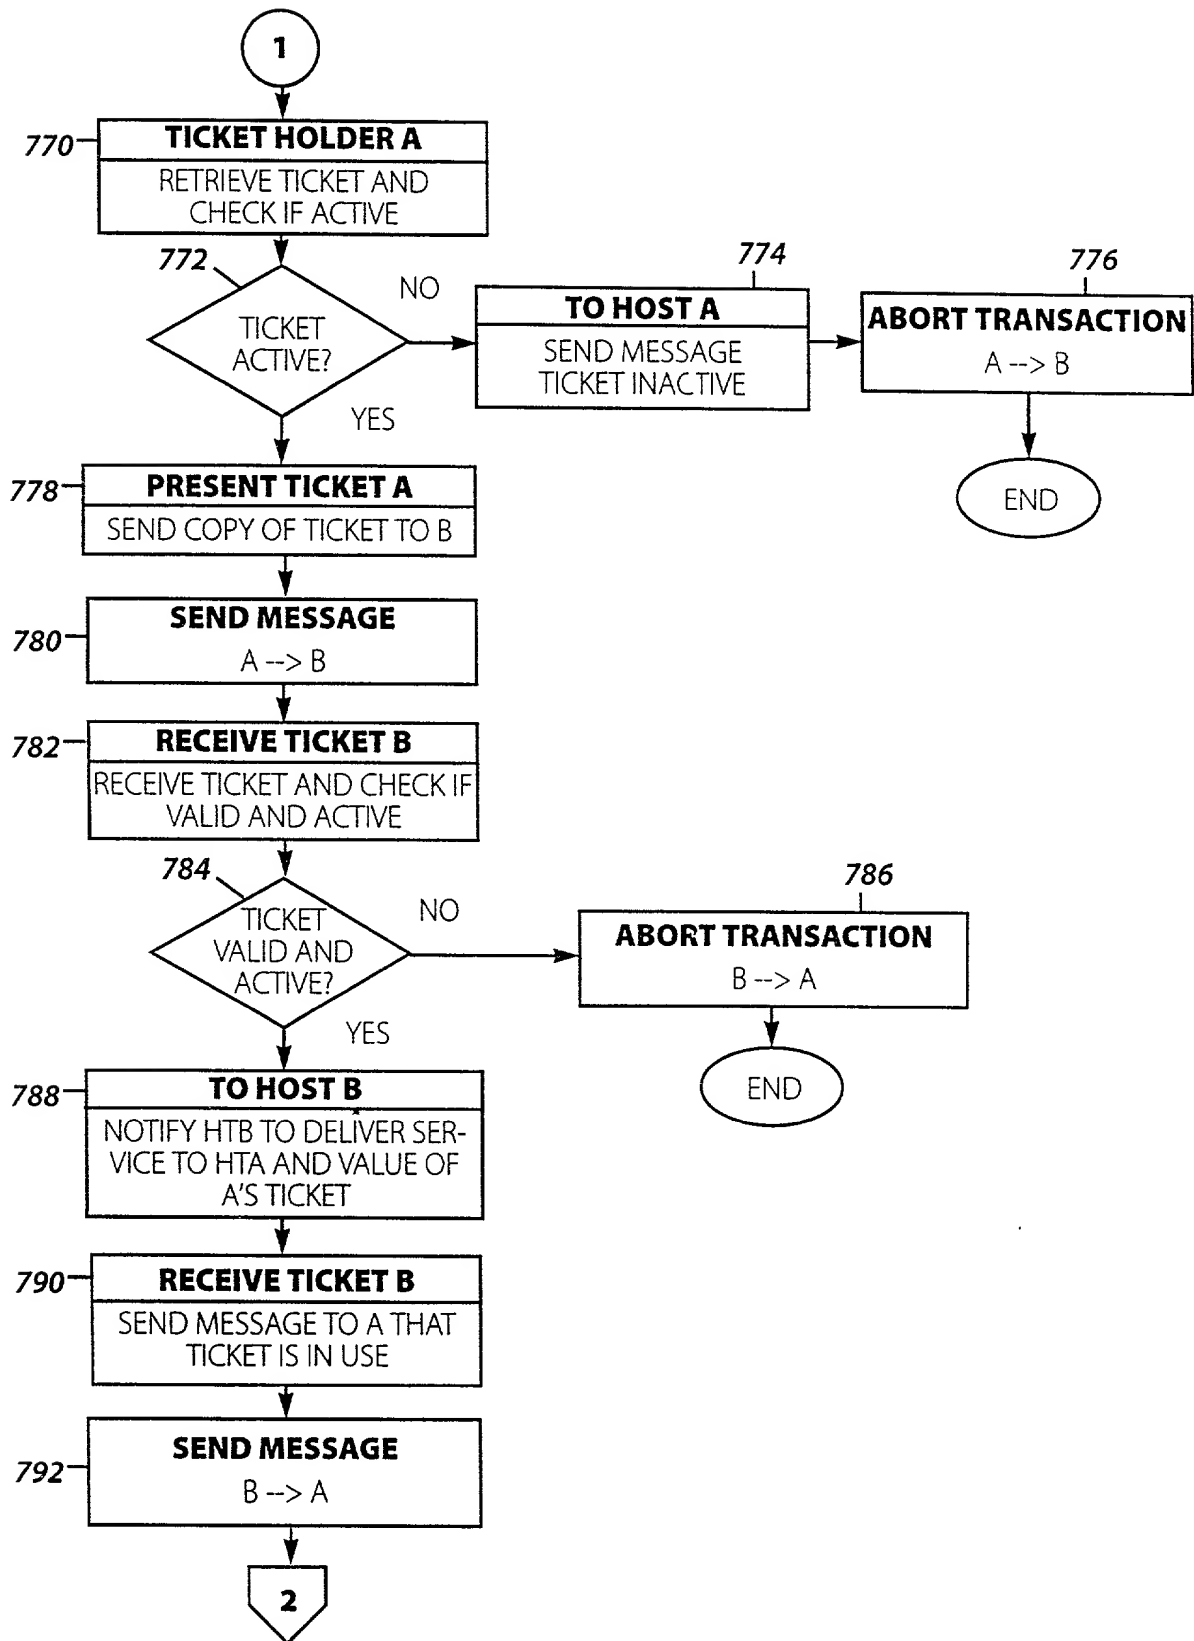 1
770
TICKET HOLDER A
RETRIEVE TICKET AND
CHECK IF ACTIVE
772
TICKET
ACTIVE?
NO
YES
774
TO HOST A
SEND MESSAGE
TICKET INACTIVE
776
ABORT TRANSACTION
A --> B
END
778
PRESENT TICKET A
SEND COPY OF TICKET TO B
780
SEND MESSAGE
A --> B
782
RECEIVE TICKET B
RECEIVE TICKET AND CHECK IF
VALID AND ACTIVE
784
TICKET
VALID AND
ACTIVE?
NO
YES
786
ABORT TRANSACTION
B --> A
END
788
TO HOST B
NOTIFY HTB TO DELIVER SER-
VICE TO HTA AND VALUE OF
A'S TICKET
790
RECEIVE TICKET B
SEND MESSAGE TO A THAT
TICKET IS IN USE
792
SEND MESSAGE
B --> A
2